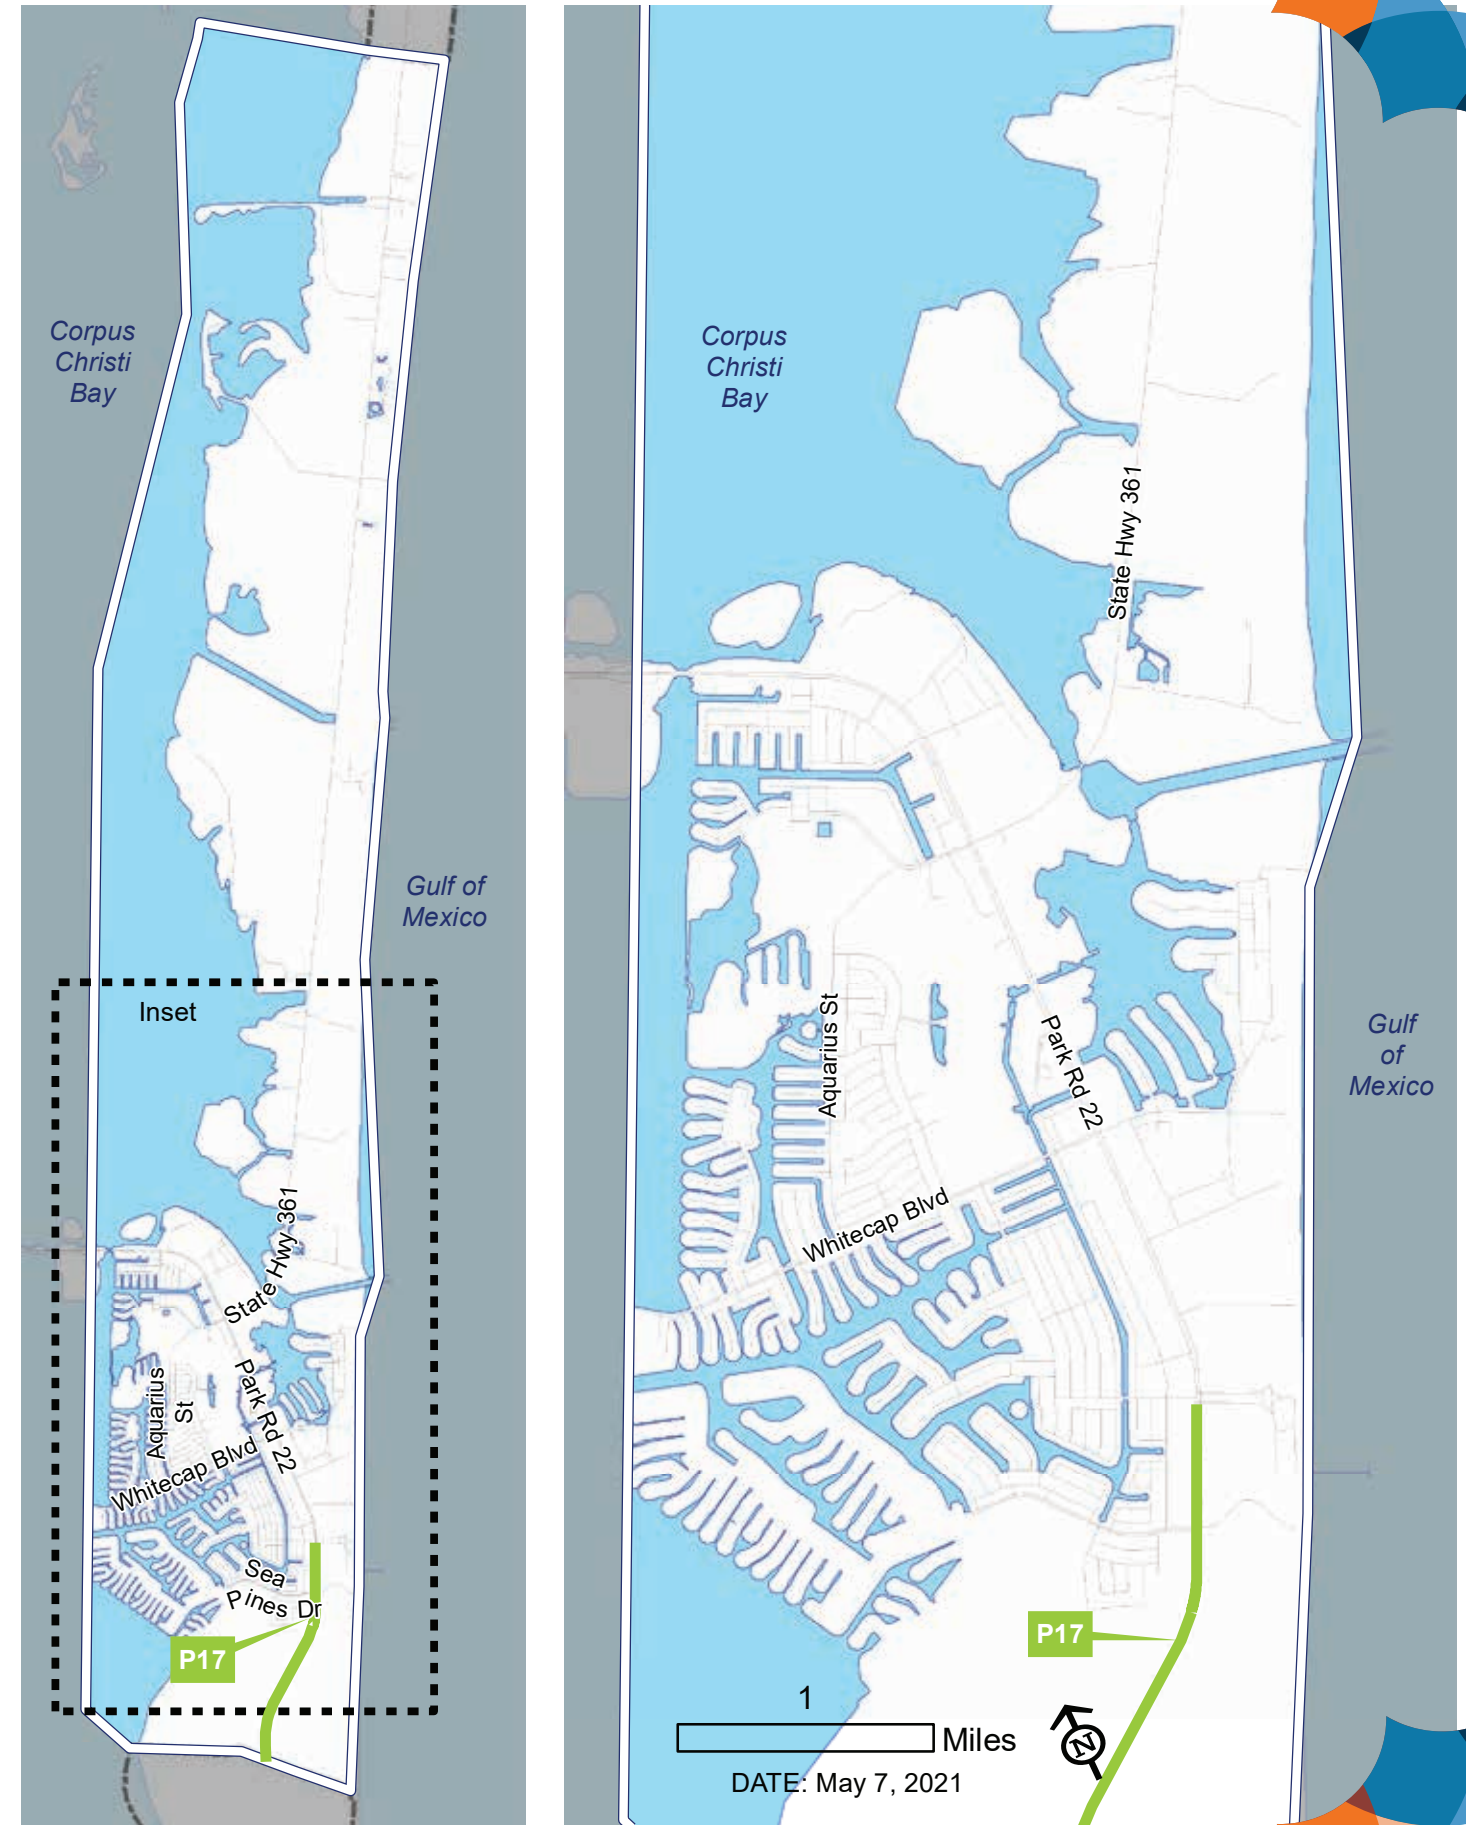 Corpus
Christi
Bay
Gulf of
Mexico
Inset
State Hwy 361
Park Rd 22
Aquarius
St
Whitecap Blvd
Sea
Pines Dr
P17
Corpus
Christi
Bay
State Hwy 361
Gulf
of
Mexico
Aquarius St
Park Rd 22
Whitecap Blvd
P17
1
Miles
N
DATE: May 7, 2021